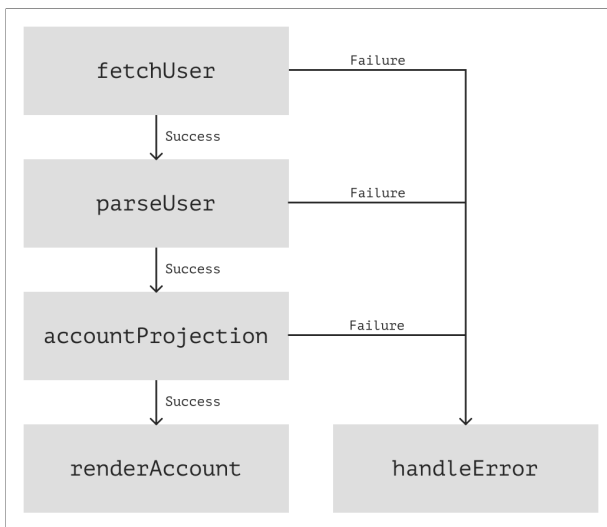 fetchUser
Failure
Success
parseUser
Failure
Success
accountProjection
Failure
Success
renderAccount
handleError